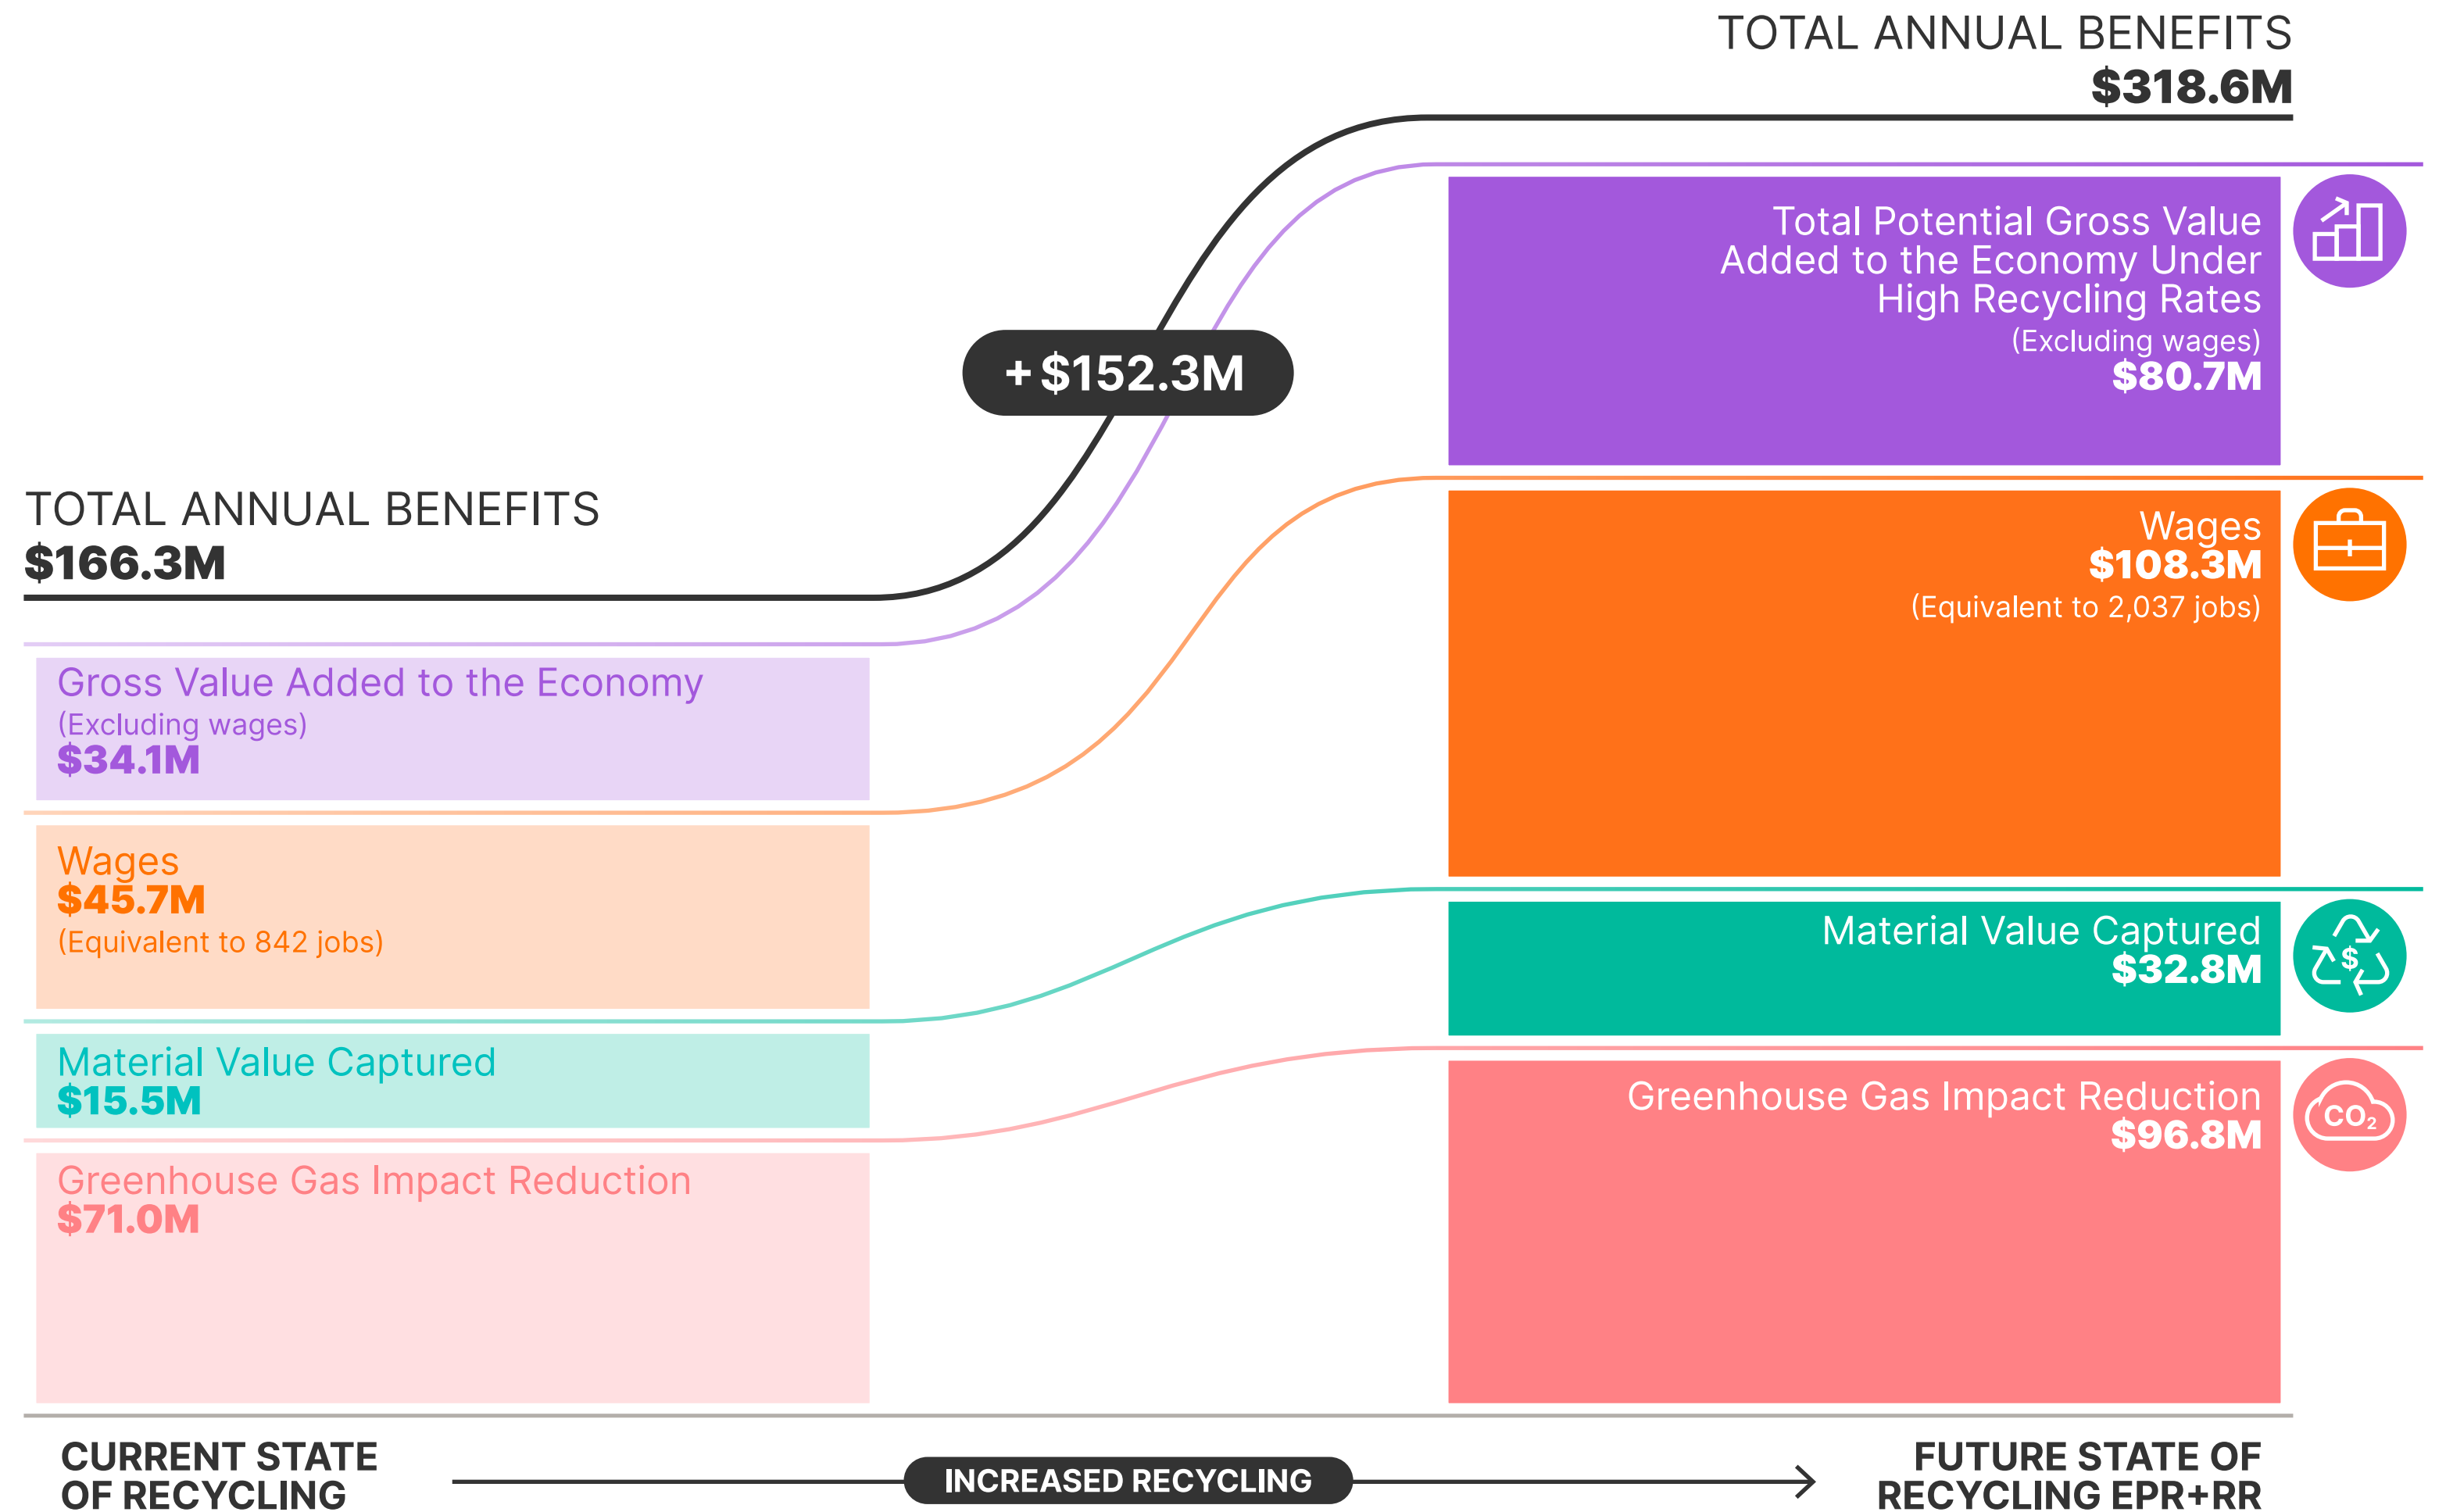 TOTAL ANNUAL BENEFITS
$318.6M
Total Potential Gross Value
Added to the Economy Under
High Recycling Rates
(Excluding wages)
$80.7M
+ $152.3M
TOTAL ANNUAL BENEFITS
$166.3M
Wages
$108.3M
(Equivalent to 2,037 jobs)
Gross Value Added to the Economy
(Excluding wages)
$34.1M
Wages
$45.7M
(Equivalent to 842 jobs)
Material Value Captured
$32.8M
$
Material Value Captured
$15.5M
Greenhouse Gas Impact Reduction
$96.8M
CO₂
Greenhouse Gas Impact Reduction
$71.0M
CURRENT STATE
OF RECYCLING
INCREASED RECYCLING
FUTURE STATE OF
RECYCLING EPR+RR